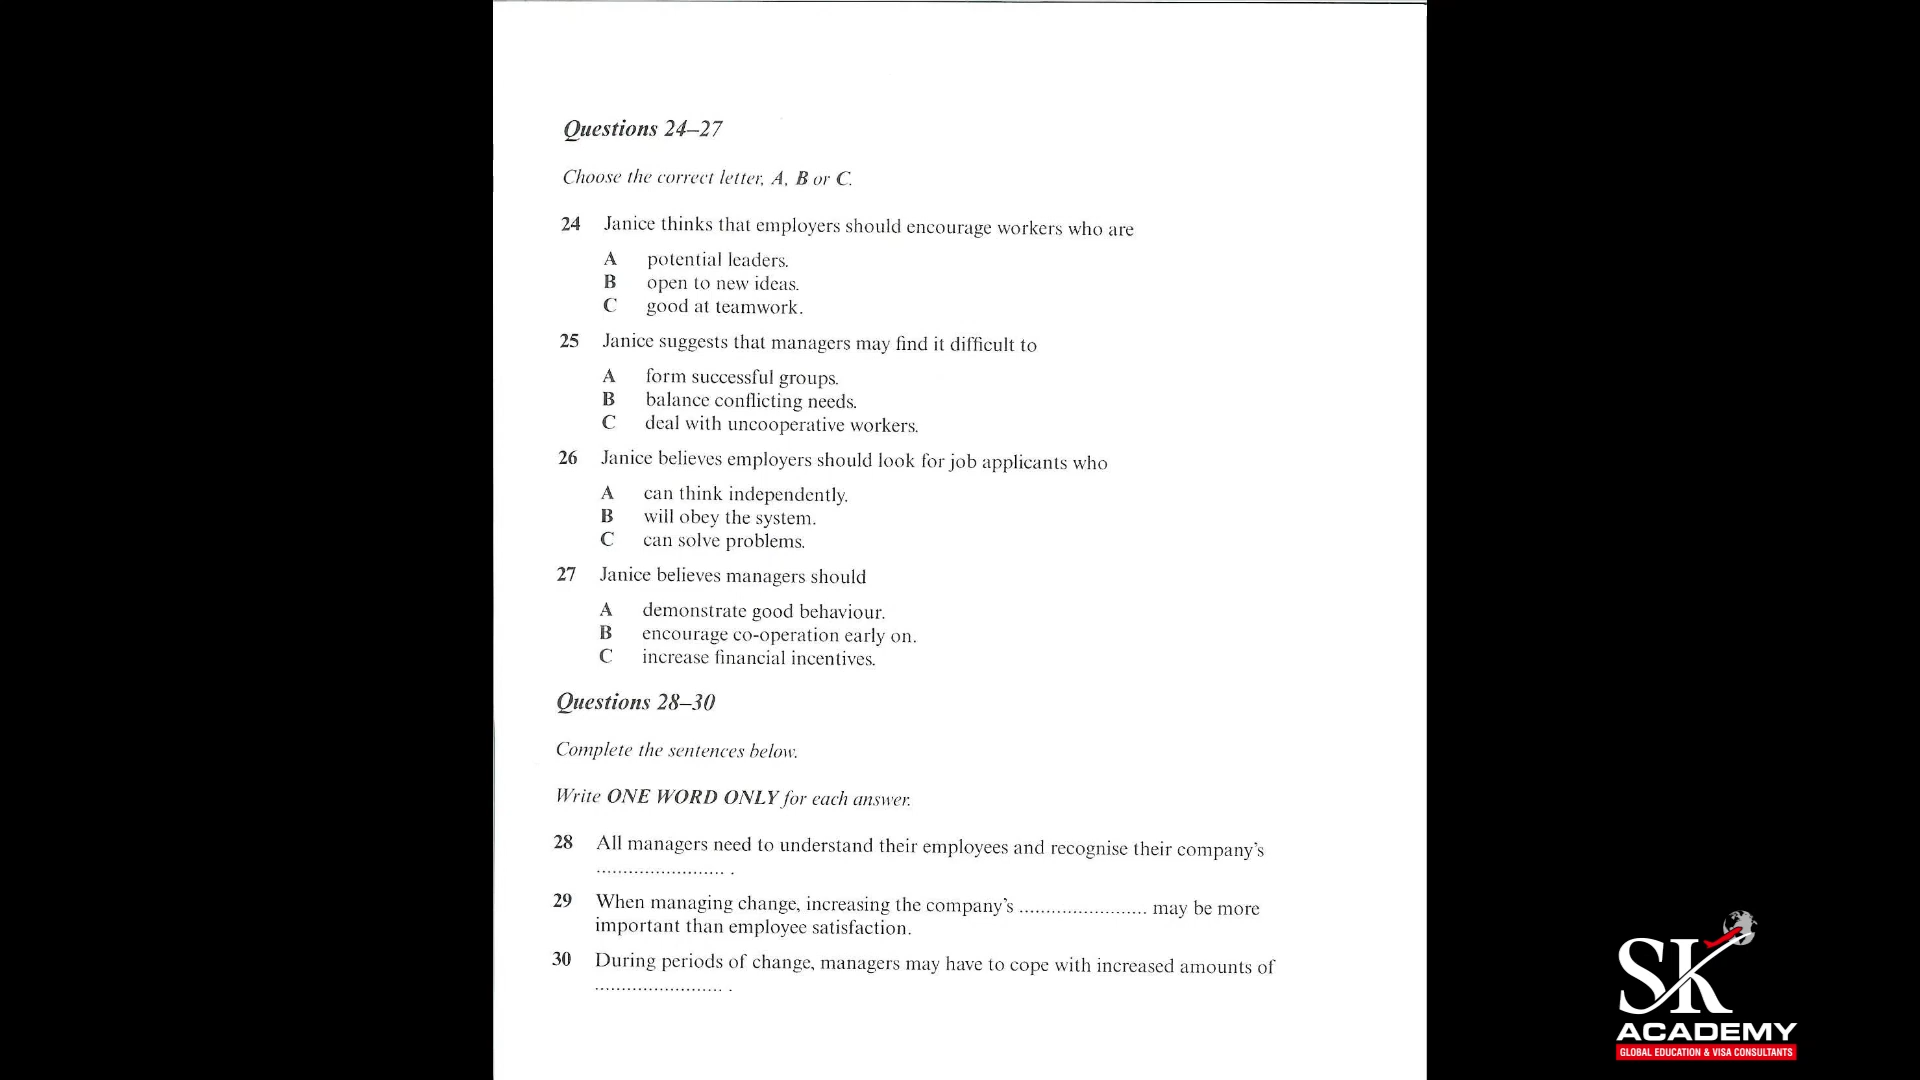 Questions 24–27
Choose the correct letter, A, B or C.
24 Janice thinks that employers should encourage workers who are
A potential leaders.
B open to new ideas.
C good at teamwork.
25 Janice suggests that managers may find it difficult to
A form successful groups.
B balance conflicting needs.
C deal with uncooperative workers.
26 Janice believes employers should look for job applicants who
A can think independently.
B will obey the system.
C can solve problems.
27 Janice believes managers should
A demonstrate good behaviour.
B encourage co-operation early on.
C increase financial incentives.
Questions 28–30
Complete the sentences below.
Write ONE WORD ONLY for each answer.
28 All managers need to understand their employees and recognise their company's
........................ .
29 When managing change, increasing the company's ........................ may be more
important than employee satisfaction.
30 During periods of change, managers may have to cope with increased amounts of
........................ .
SK
ACADEMY
GLOBAL EDUCATION & VISA CONSULTANTS